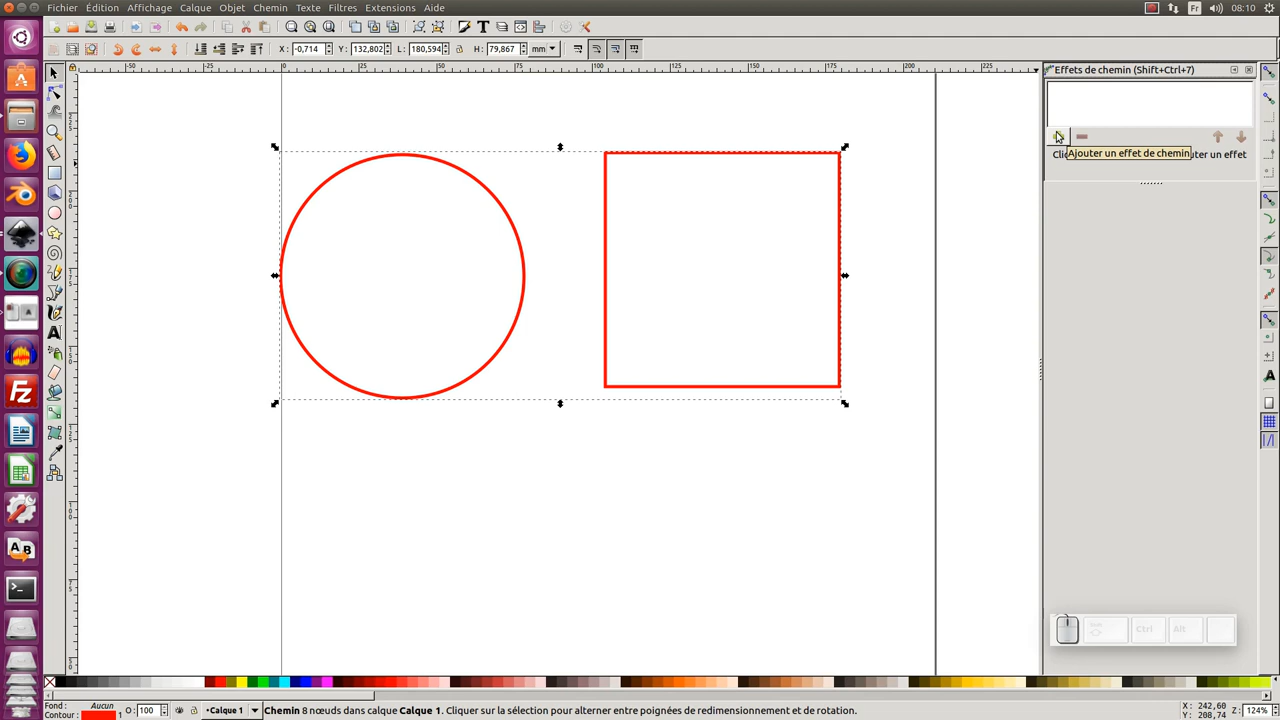 Fichier Édition Affichage Calque Objet Chemin Texte Filtres Extensions Aide
Fr 08:10
X : -0,714 Y : 132,802 L : 180,594 H : 79,867 mm
-50 -25 0 25 50 75 100 125 150 175 200 225
Effets de chemin (Shift+Ctrl+7)
Ajouter un effet de chemin
Clic uter un effet
Ctrl Alt
Fond : Aucun
Contour : 1
O : 100
•Calque 1
Chemin 8 nœuds dans calque Calque 1. Cliquer sur la sélection pour alterner entre poignées de redimensionnement et de rotation.
X : 242,60
Y : 208,74
Z : 124%